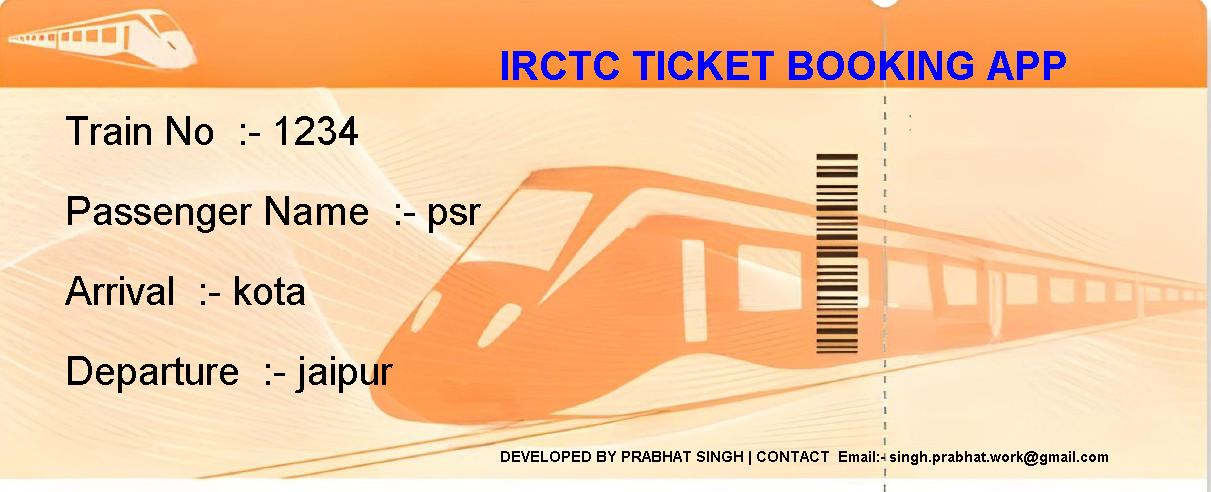 IRCTC TICKET BOOKING APP
Train No :- 1234
Passenger Name :- psr
Arrival :- kota
Departure :- jaipur
DEVELOPED BY PRABHAT SINGH | CONTACT Email:- singh.prabhat.work@gmail.com